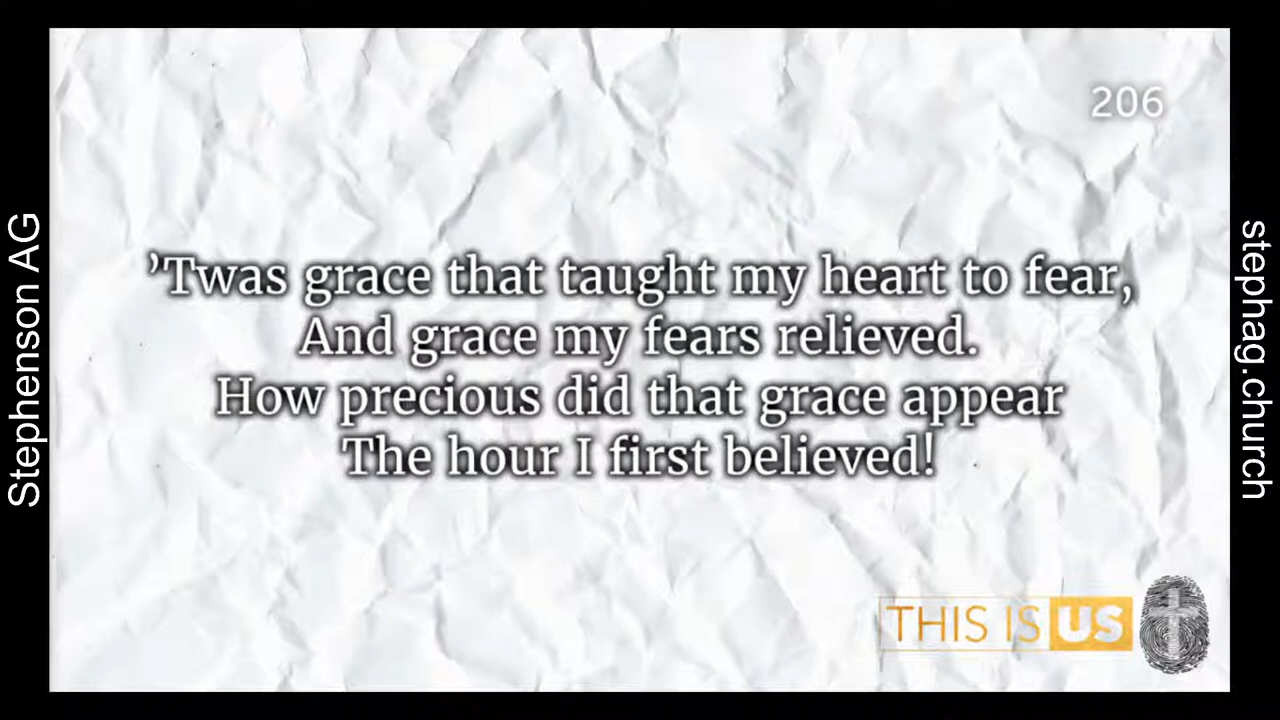 206
’Twas grace that taught my heart to fear,
And grace my fears relieved.
How precious did that grace appear
The hour I first believed!
THIS IS US
Stephenson AG
stephag.church